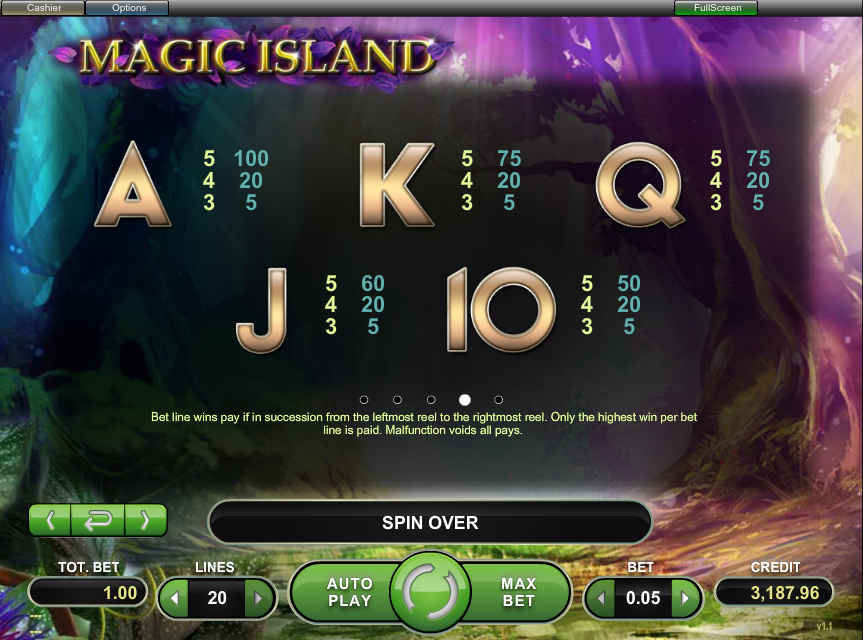 Cashier Options FullScreen
MAGIC ISLAND
A 5 100 K 5 75 Q 5 75
4 20 4 20 4 20
3 5 3 5 3 5
J 5 60 10 5 50
4 20 4 20
3 5 3 5
Bet line wins pay if in succession from the leftmost reel to the rightmost reel. Only the highest win per bet
line is paid. Malfunction voids all pays.
SPIN OVER
TOT. BET LINES BET CREDIT
AUTO PLAY MAX BET
1.00 20 0.05 3,187.96
v1.1